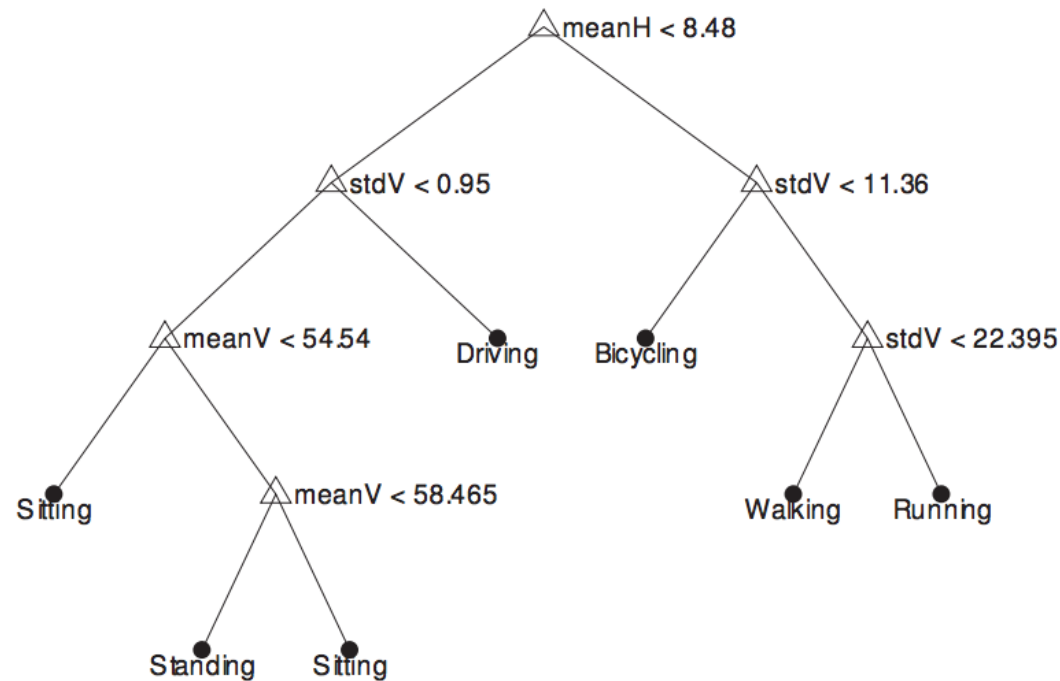 meanH < 8.48
stdV < 0.95
stdV < 11.36
meanV < 54.54
Driving
Bicycling
stdV < 22.395
Sitting
meanV < 58.465
Walking
Running
Standing
Sitting